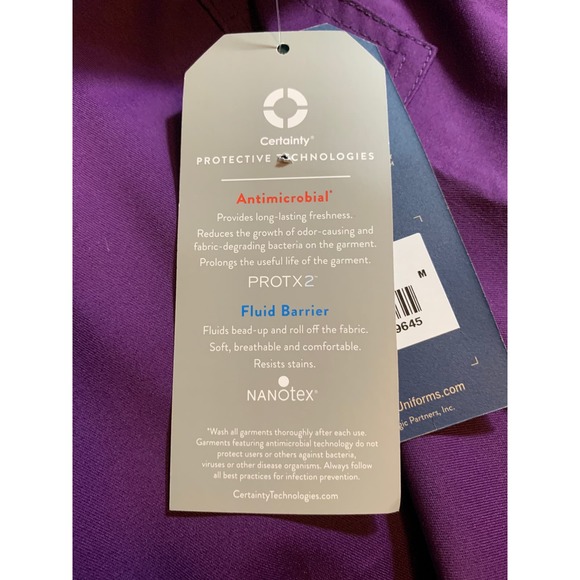 Certainty®
PROTECTIVE TECHNOLOGIES
Antimicrobial*
Provides long-lasting freshness.
Reduces the growth of odor-causing and
fabric-degrading bacteria on the garment.
Prolongs the useful life of the garment.
PROTX2™
Fluid Barrier
Fluids bead-up and roll off the fabric.
Soft, breathable and comfortable.
Resists stains.
NANOTEX®
*Wash all garments thoroughly after each use.
Garments featuring antimicrobial technology do not
protect users or others against bacteria,
viruses or other disease organisms. Always follow
all best practices for infection prevention.
CertaintyTechnologies.com
M
9645
Uniforms.com
Partners, Inc.